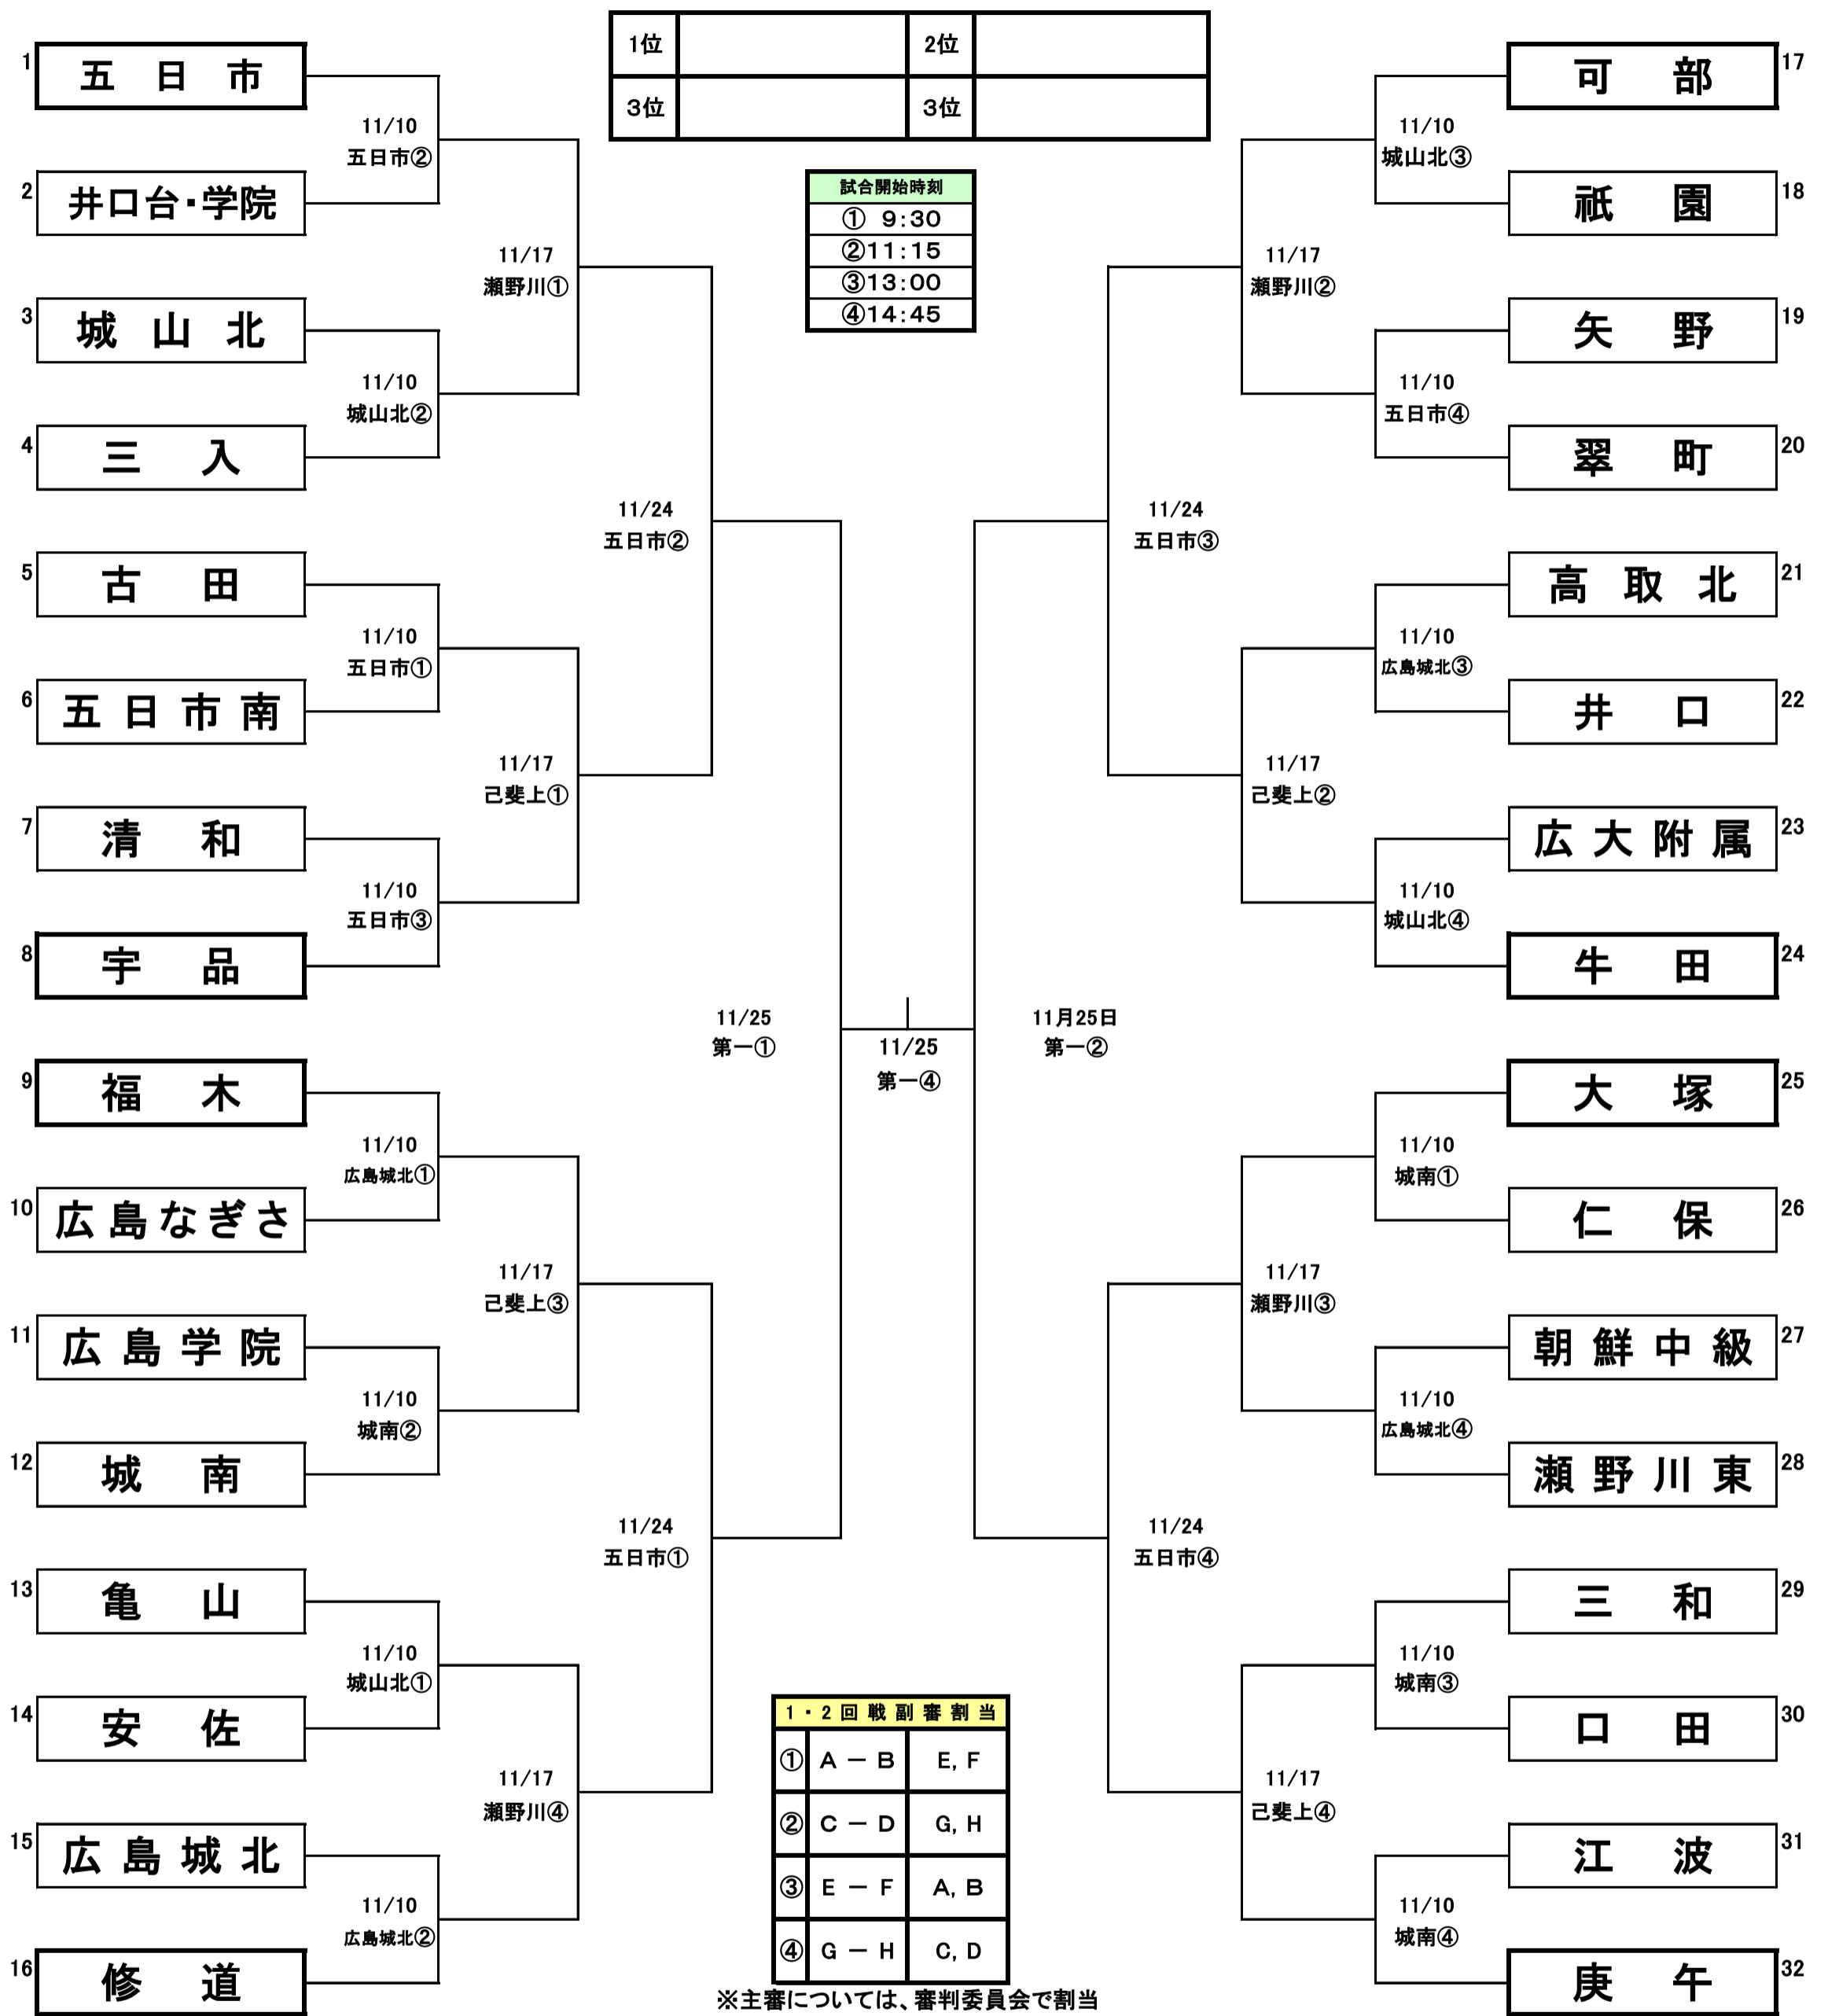 1位
2位
3位
3位
試合開始時刻
① 9:30
②11:15
③13:00
④14:45
1 五日市
11/10
五日市②
2 井口台・学院
11/17
瀬野川①
3 城山北
11/10
城山北②
4 三入
11/24
五日市②
5 古田
11/10
五日市①
6 五日市南
11/17
己斐上①
7 清和
11/10
五日市③
8 宇品
11/25
第一①
9 福木
11/10
広島城北①
10 広島なぎさ
11/17
己斐上③
11 広島学院
11/10
城南②
12 城南
11/24
五日市①
13 亀山
11/10
城山北①
14 安佐
11/17
瀬野川④
15 広島城北
11/10
広島城北②
16 修道
11/25
第一④
可部 17
11/10
城山北③
祇園 18
11/17
瀬野川②
矢野 19
11/10
五日市④
翠町 20
11/24
五日市③
高取北 21
11/10
広島城北③
井口 22
11/17
己斐上②
広大附属 23
11/10
城山北④
牛田 24
11月25日
第一②
大塚 25
11/10
城南①
仁保 26
11/17
瀬野川③
朝鮮中級 27
11/10
広島城北④
瀬野川東 28
11/24
五日市④
三和 29
11/10
城南③
口田 30
11/17
己斐上④
江波 31
11/10
城南④
庚午 32
1・2回戦副審割当
① A － B E, F
② C － D G, H
③ E － F A, B
④ G － H C, D
※主審については、審判委員会で割当